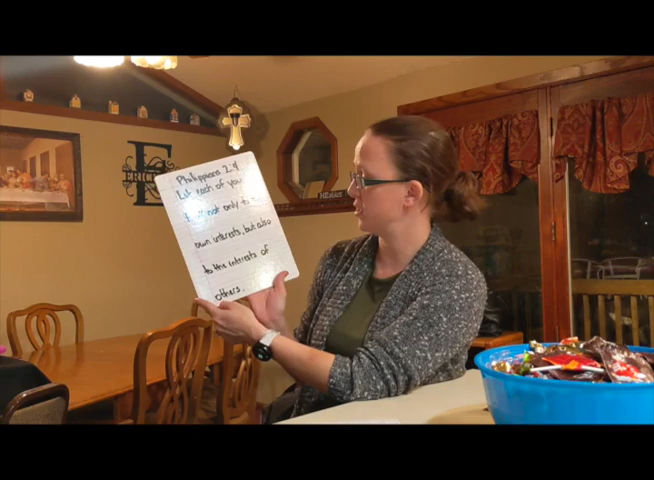 Philippians 2:4
Let each of you
not only to
own interests, but also
to the interests of
others.